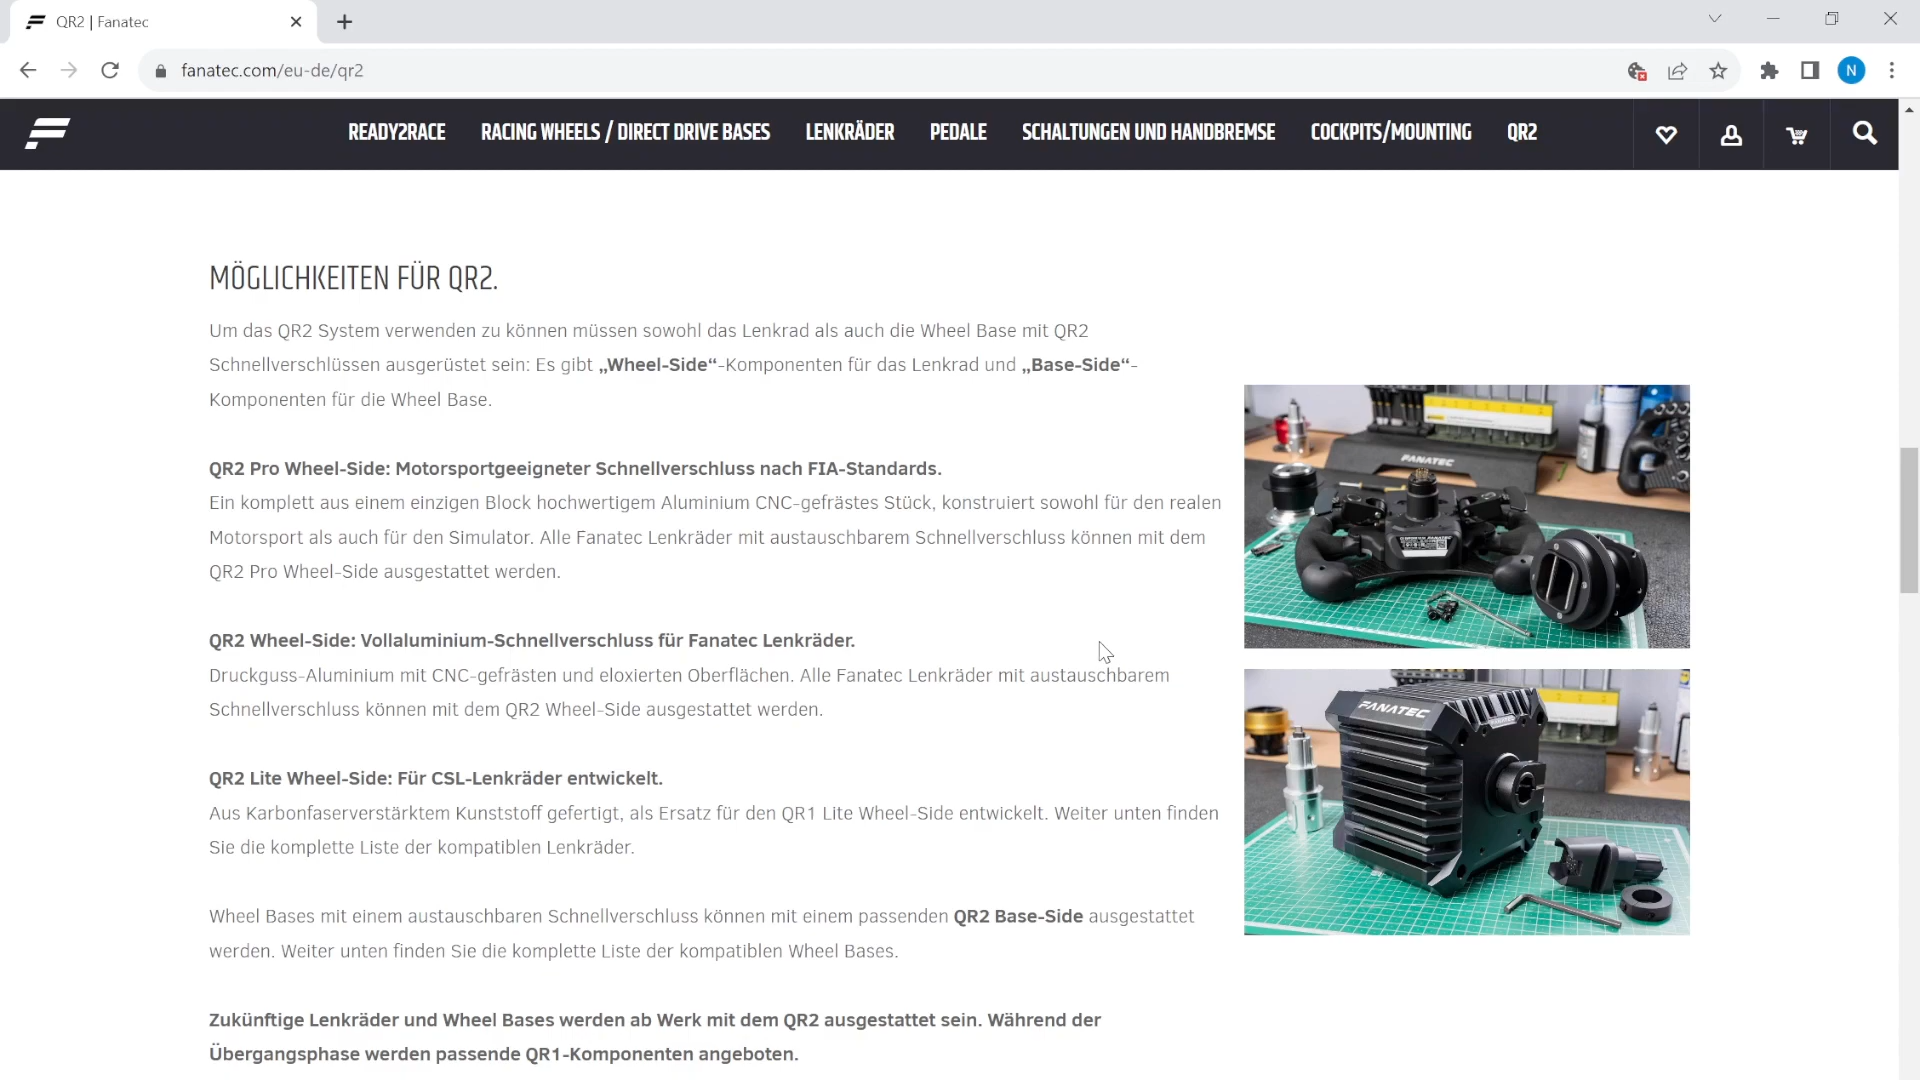 QR2 | Fanatec
fanatec.com/eu-de/qr2
N
READY2RACE
RACING WHEELS / DIRECT DRIVE BASES
LENKRÄDER
PEDALE
SCHALTUNGEN UND HANDBREMSE
COCKPITS/MOUNTING
QR2
MÖGLICHKEITEN FÜR QR2.
Um das QR2 System verwenden zu können müssen sowohl das Lenkrad als auch die Wheel Base mit QR2
Schnellverschlüssen ausgerüstet sein: Es gibt „Wheel-Side“-Komponenten für das Lenkrad und „Base-Side“-
Komponenten für die Wheel Base.
QR2 Pro Wheel-Side: Motorsportgeeigneter Schnellverschluss nach FIA-Standards.
Ein komplett aus einem einzigen Block hochwertigem Aluminium CNC-gefrästes Stück, konstruiert sowohl für den realen
Motorsport als auch für den Simulator. Alle Fanatec Lenkräder mit austauschbarem Schnellverschluss können mit dem
QR2 Pro Wheel-Side ausgestattet werden.
QR2 Wheel-Side: Vollaluminium-Schnellverschluss für Fanatec Lenkräder.
Druckguss-Aluminium mit CNC-gefrästen und eloxierten Oberflächen. Alle Fanatec Lenkräder mit austauschbarem
Schnellverschluss können mit dem QR2 Wheel-Side ausgestattet werden.
QR2 Lite Wheel-Side: Für CSL-Lenkräder entwickelt.
Aus Karbonfaserverstärktem Kunststoff gefertigt, als Ersatz für den QR1 Lite Wheel-Side entwickelt. Weiter unten finden
Sie die komplette Liste der kompatiblen Lenkräder.
Wheel Bases mit einem austauschbaren Schnellverschluss können mit einem passenden QR2 Base-Side ausgestattet
werden. Weiter unten finden Sie die komplette Liste der kompatiblen Wheel Bases.
Zukünftige Lenkräder und Wheel Bases werden ab Werk mit dem QR2 ausgestattet sein. Während der
Übergangsphase werden passende QR1-Komponenten angeboten.
FANATEC
FANATEC